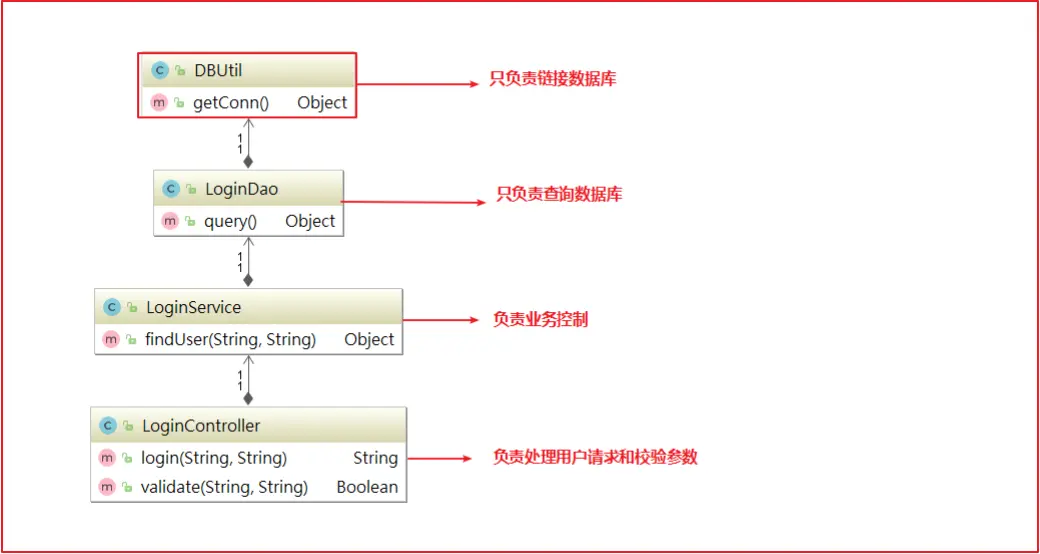 C DBUtil
只负责链接数据库
m getConn() Object
1
1
C LoginDao
只负责查询数据库
m query() Object
1
1
C LoginService
负责业务控制
m findUser(String, String) Object
1
1
C LoginController
m login(String, String) String
负责处理用户请求和校验参数
m validate(String, String) Boolean